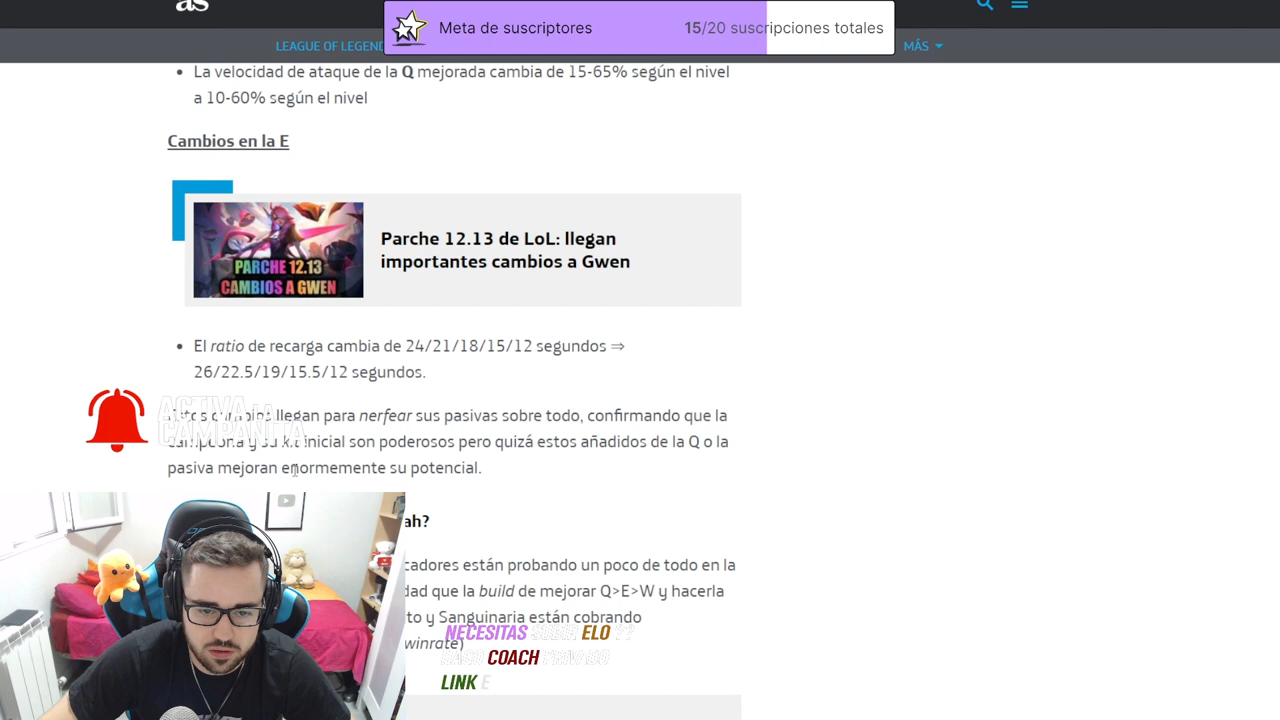 as
Meta de suscriptores 15/20 suscripciones totales
LEAGUE OF LEGEND
MÁS
La velocidad de ataque de la Q mejorada cambia de 15-65% según el nivel
a 10-60% según el nivel
Cambios en la E
PARCHE 12.13
CAMBIOS A GWEN
Parche 12.13 de LoL: llegan
importantes cambios a Gwen
El ratio de recarga cambia de 24/21/18/15/12 segundos ⇒
26/22.5/19/15.5/12 segundos.
ACTIVA LA
CAMPANITA
llegan para nerfear sus pasivas sobre todo, confirmando que la
inicial son poderosos pero quizá estos añadidos de la Q o la
pasiva mejoran enormemente su potencial.
ah?
cadores están probando un poco de todo en la
dad que la build de mejorar Q>E>W y hacerla
to y Sanguinaria están cobrando
winrate)
NECESITAS SUBIR ELO ??
HAGO COACH PRIVADO
LINK E